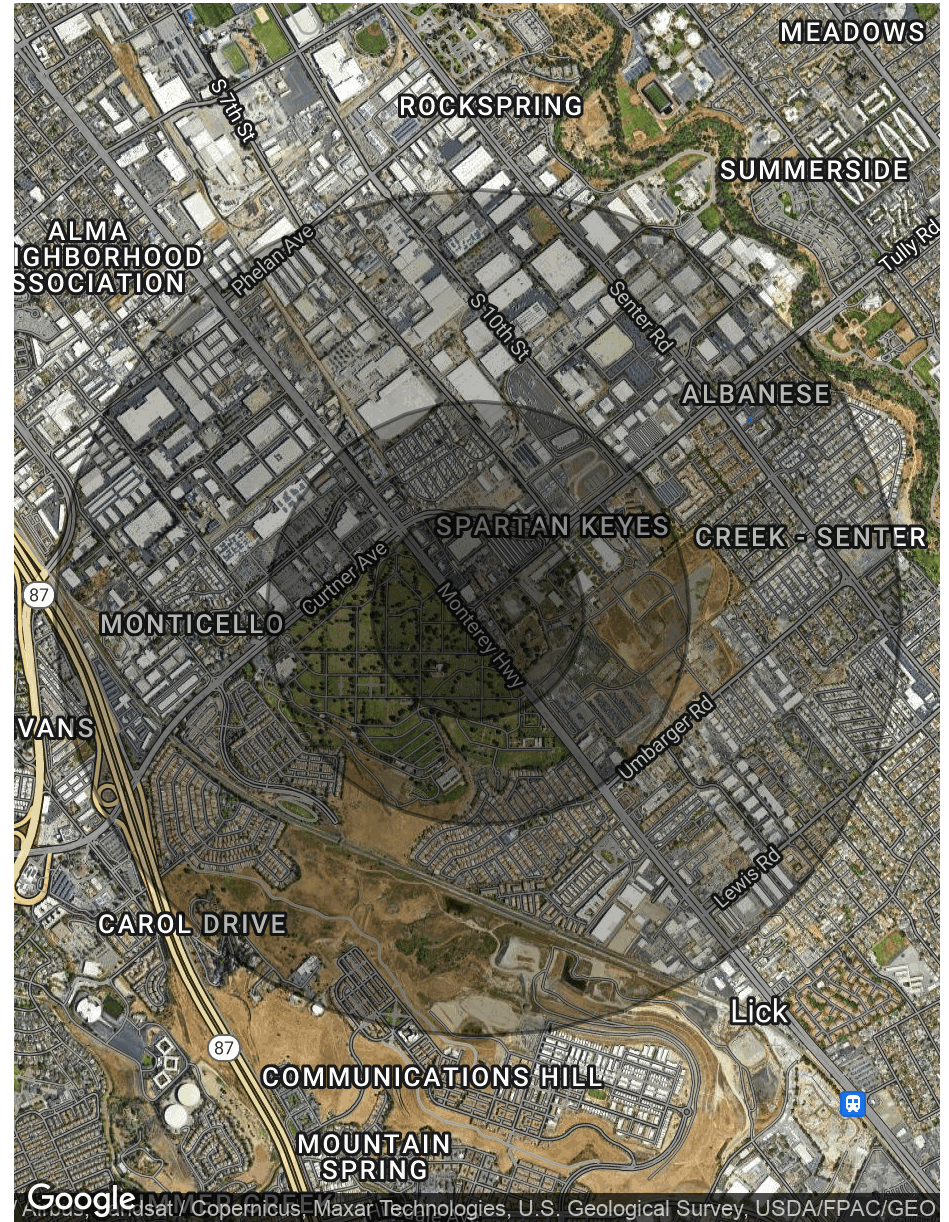 MEADOWS
ROCKSPRING
S 7th St
SUMMERSIDE
ALMA
IGHBORHOOD
SSOCIATION
Tully Rd
Phelan Ave
S 10th St
Senter Rd
ALBANESE
SPARTAN KEYES
CREEK - SENTER
Curtner Ave
87
Monterey Hwy
MONTICELLO
VANS
Umbarger Rd
Lewis Rd
CAROL DRIVE
Lick
87
COMMUNICATIONS HILL
MOUNTAIN
SPRING
Google
Airbus, Landsat / Copernicus, Maxar Technologies, U.S. Geological Survey, USDA/FPAC/GEO